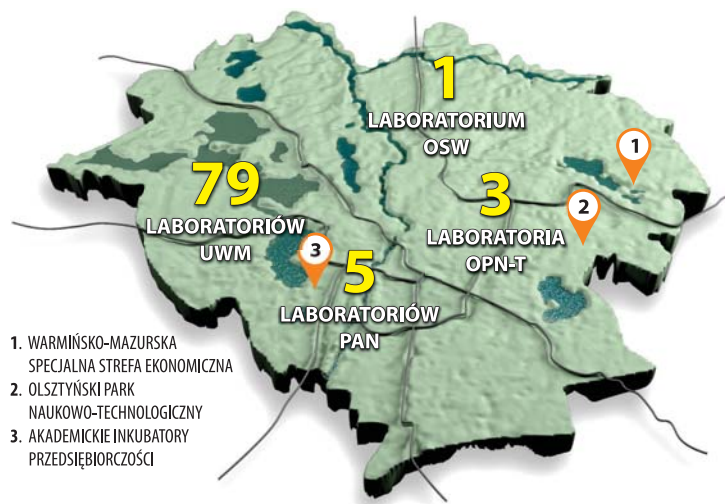 1
LABORATORIUM
OSW
1
79
LABORATORIÓW
UWM
3
LABORATORIA
OPN-T
2
3
5
LABORATORIÓW
PAN
1. WARMIŃSKO-MAZURSKA
SPECJALNA STREFA EKONOMICZNA
2. OLSZTYŃSKI PARK
NAUKOWO-TECHNOLOGICZNY
3. AKADEMICKIE INKUBATORY
PRZEDSIĘBIORCZOŚCI